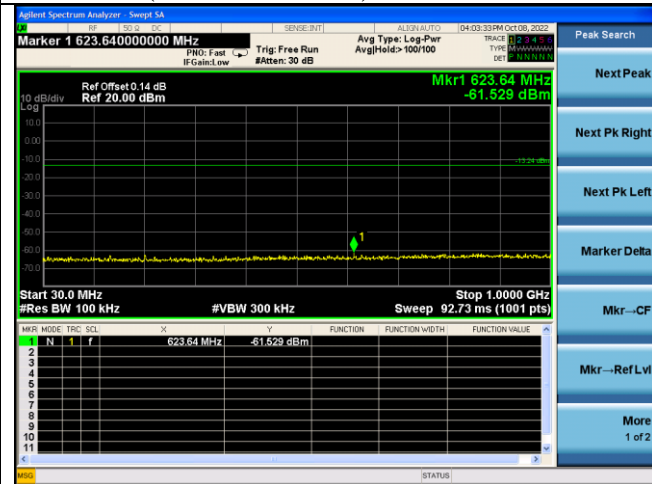 Agilent Spectrum Analyzer - Swept SA
RF 50 Ω DC SENSE:INT ALIGN AUTO 04:03:33 PM Oct 08, 2022
Marker 1 623.640000000 MHz
PNO: Fast
IFGain:Low
Trig: Free Run
#Atten: 30 dB
Avg Type: Log-Pwr
Avg|Hold:>100/100
TRACE 1 2 3 4 5 6
TYPE M
DET P N N N N N
Peak Search
Ref Offset 0.14 dB
10 dB/div Ref 20.00 dBm
Log
Mkr1 623.64 MHz
-61.529 dBm
10.0
0.00
-10.0
-20.0
-30.0
-40.0
-50.0
-60.0
-70.0
-13.24 dBm
1
Start 30.0 MHz Stop 1.0000 GHz
#Res BW 100 kHz #VBW 300 kHz Sweep 92.73 ms (1001 pts)
MKR MODE TRC SCL X Y FUNCTION FUNCTION WIDTH FUNCTION VALUE
1 N 1 f 623.64 MHz -61.529 dBm
2
3
4
5
6
7
8
9
10
11
MSG STATUS
Next Peak
Next Pk Right
Next Pk Left
Marker Delta
Mkr→CF
Mkr→Ref Lvl
More
1 of 2